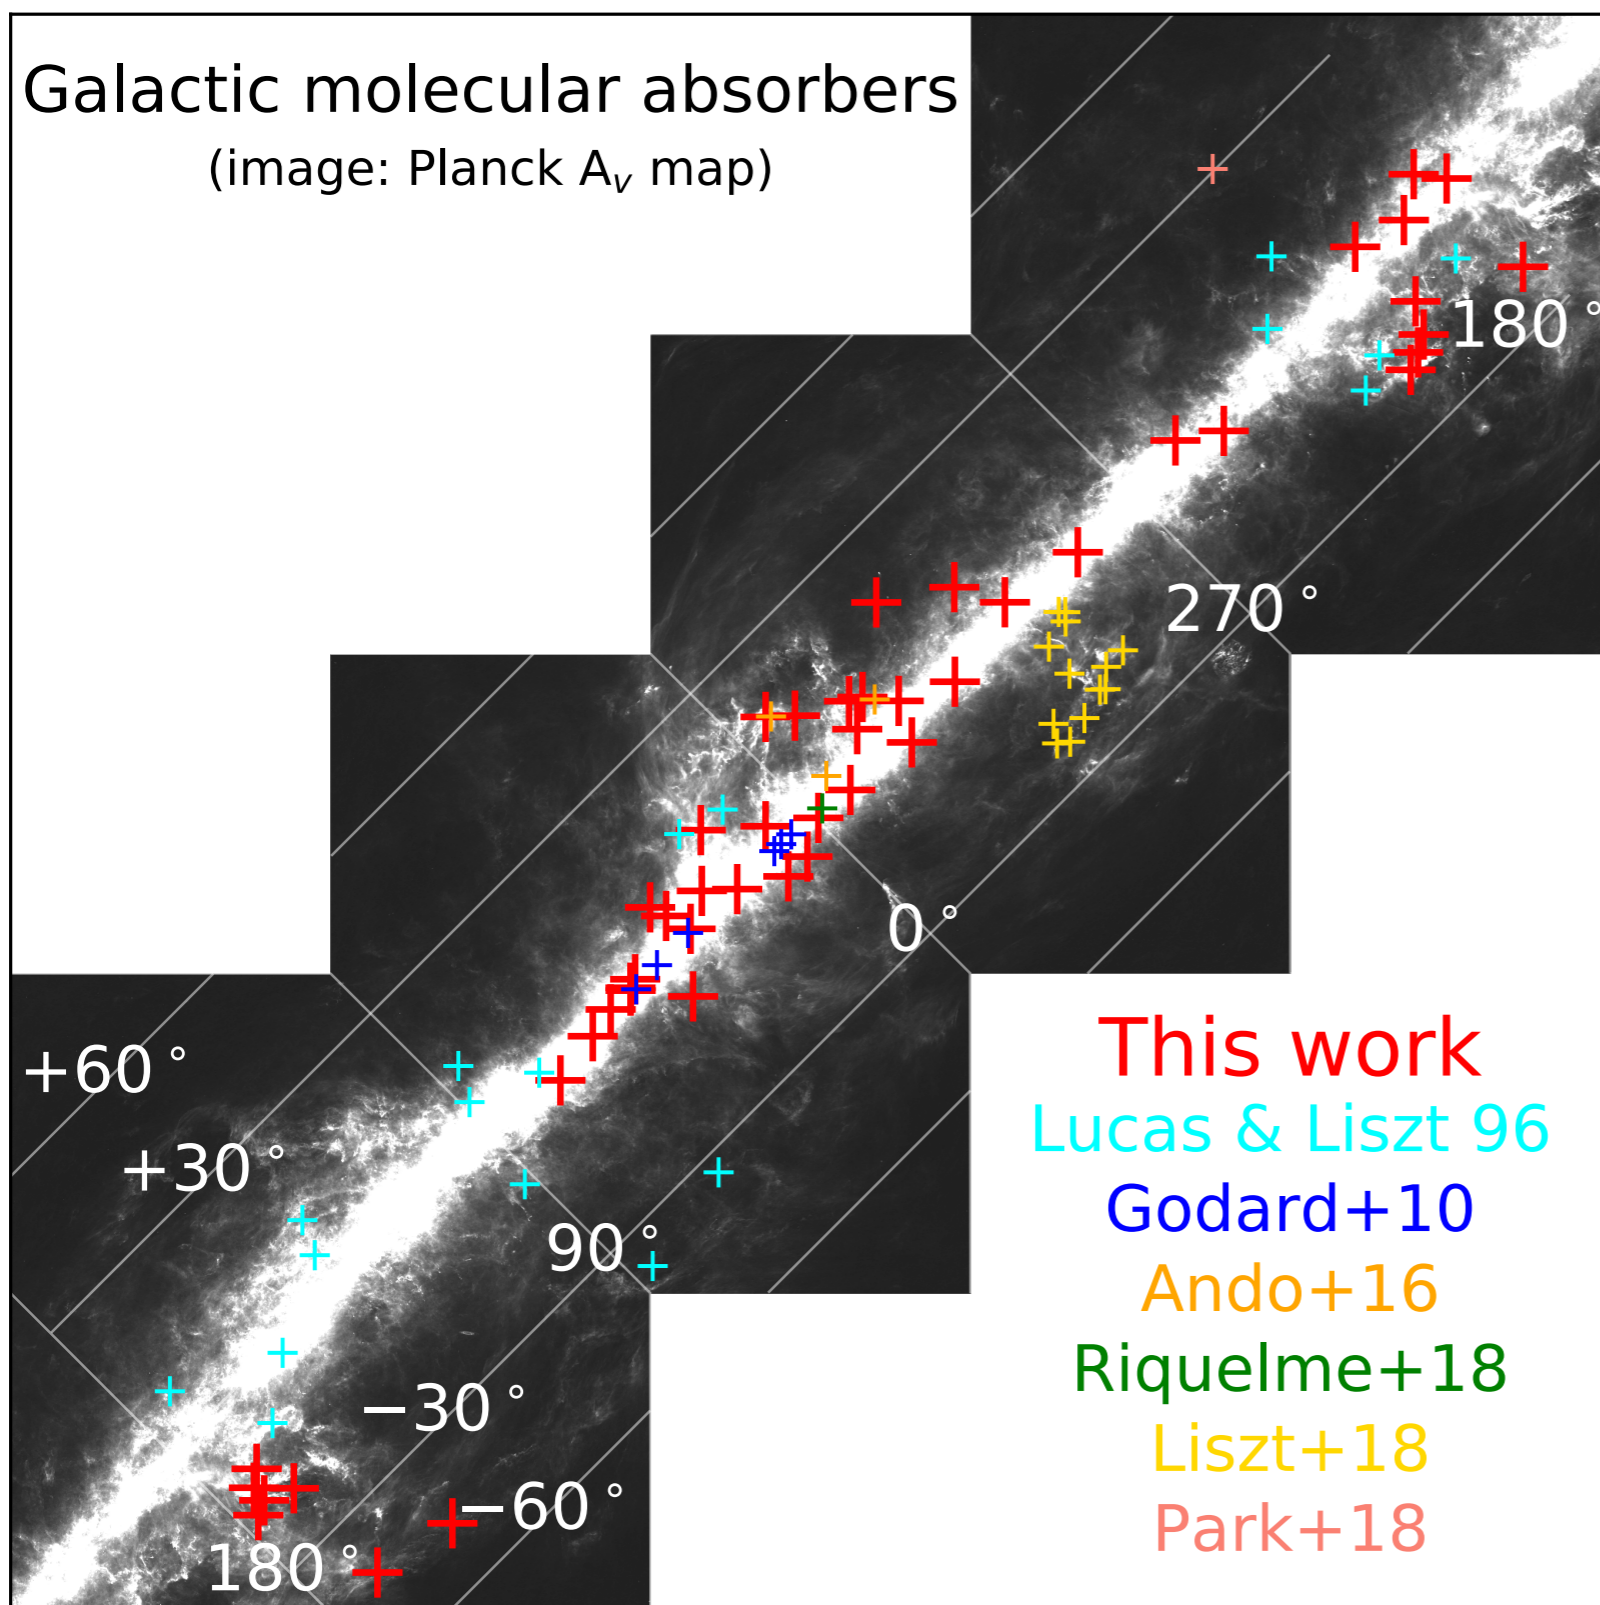 Galactic molecular absorbers
(image: Planck Aᵥ map)
180°
270°
0°
+60°
+30°
90°
−30°
−60°
180°
This work
Lucas & Liszt 96
Godard+10
Ando+16
Riquelme+18
Liszt+18
Park+18